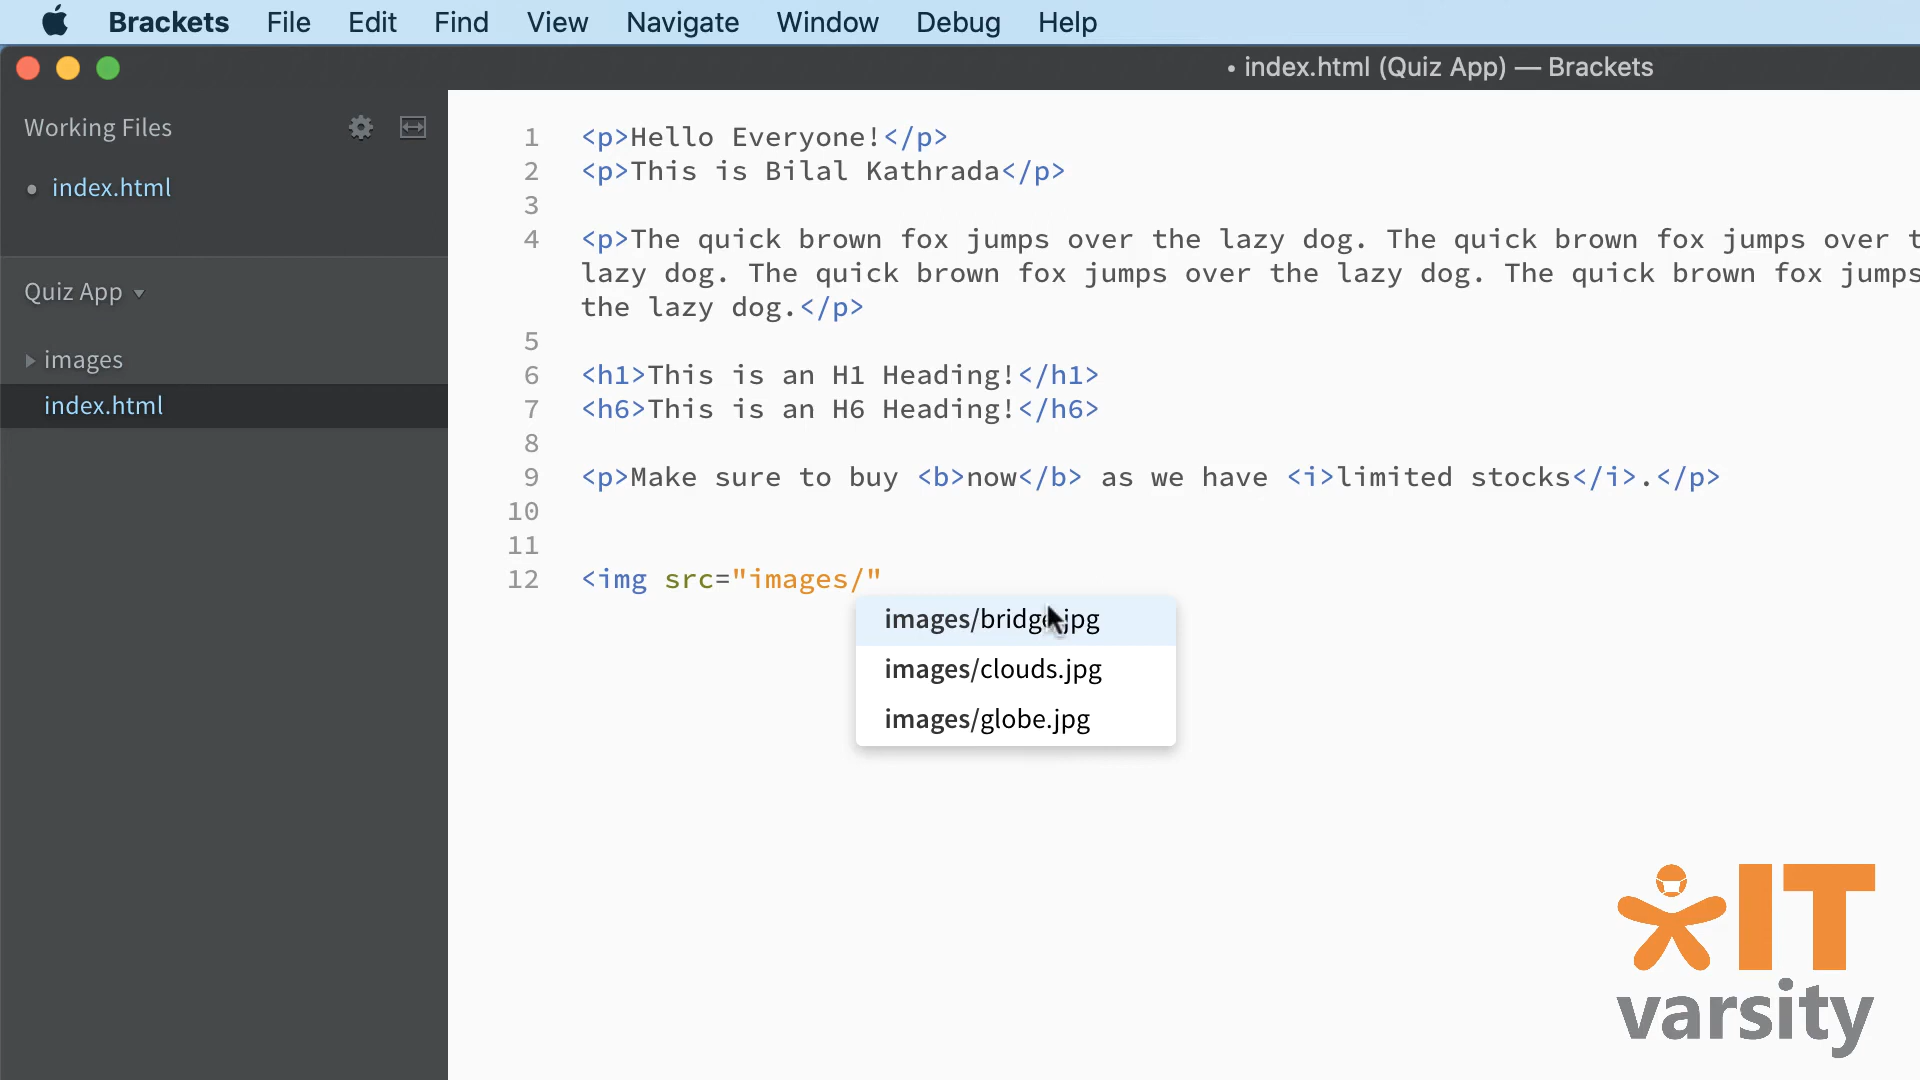 Brackets File Edit Find View Navigate Window Debug Help
• index.html (Quiz App) — Brackets
Working Files
• index.html
Quiz App
images
index.html
1 <p>Hello Everyone!</p>
2 <p>This is Bilal Kathrada</p>
3
4 <p>The quick brown fox jumps over the lazy dog. The quick brown fox jumps over t
lazy dog. The quick brown fox jumps over the lazy dog. The quick brown fox jumps
the lazy dog.</p>
5
6 <h1>This is an H1 Heading!</h1>
7 <h6>This is an H6 Heading!</h6>
8
9 <p>Make sure to buy <b>now</b> as we have <i>limited stocks</i>.</p>
10
11
12 <img src="images/"
images/bridge.jpg
images/clouds.jpg
images/globe.jpg
IT
varsity